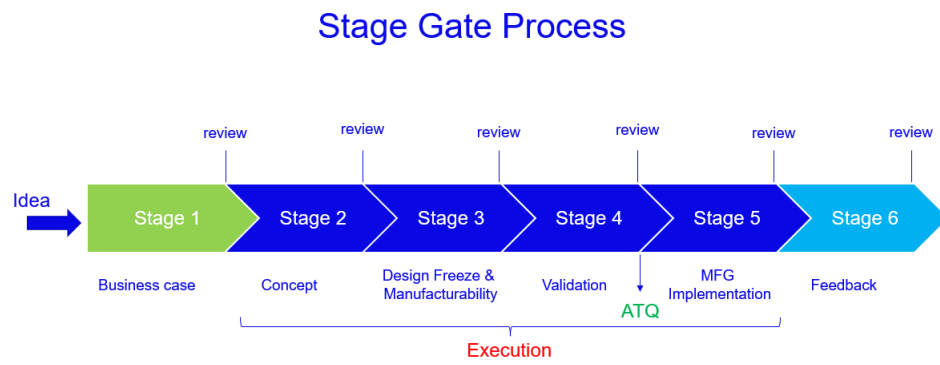 Stage Gate Process
review
review
review
review
review
review
Idea
Stage 1
Stage 2
Stage 3
Stage 4
Stage 5
Stage 6
Business case
Concept
Design Freeze &
Manufacturability
Validation
MFG
Implementation
Feedback
ATQ
Execution